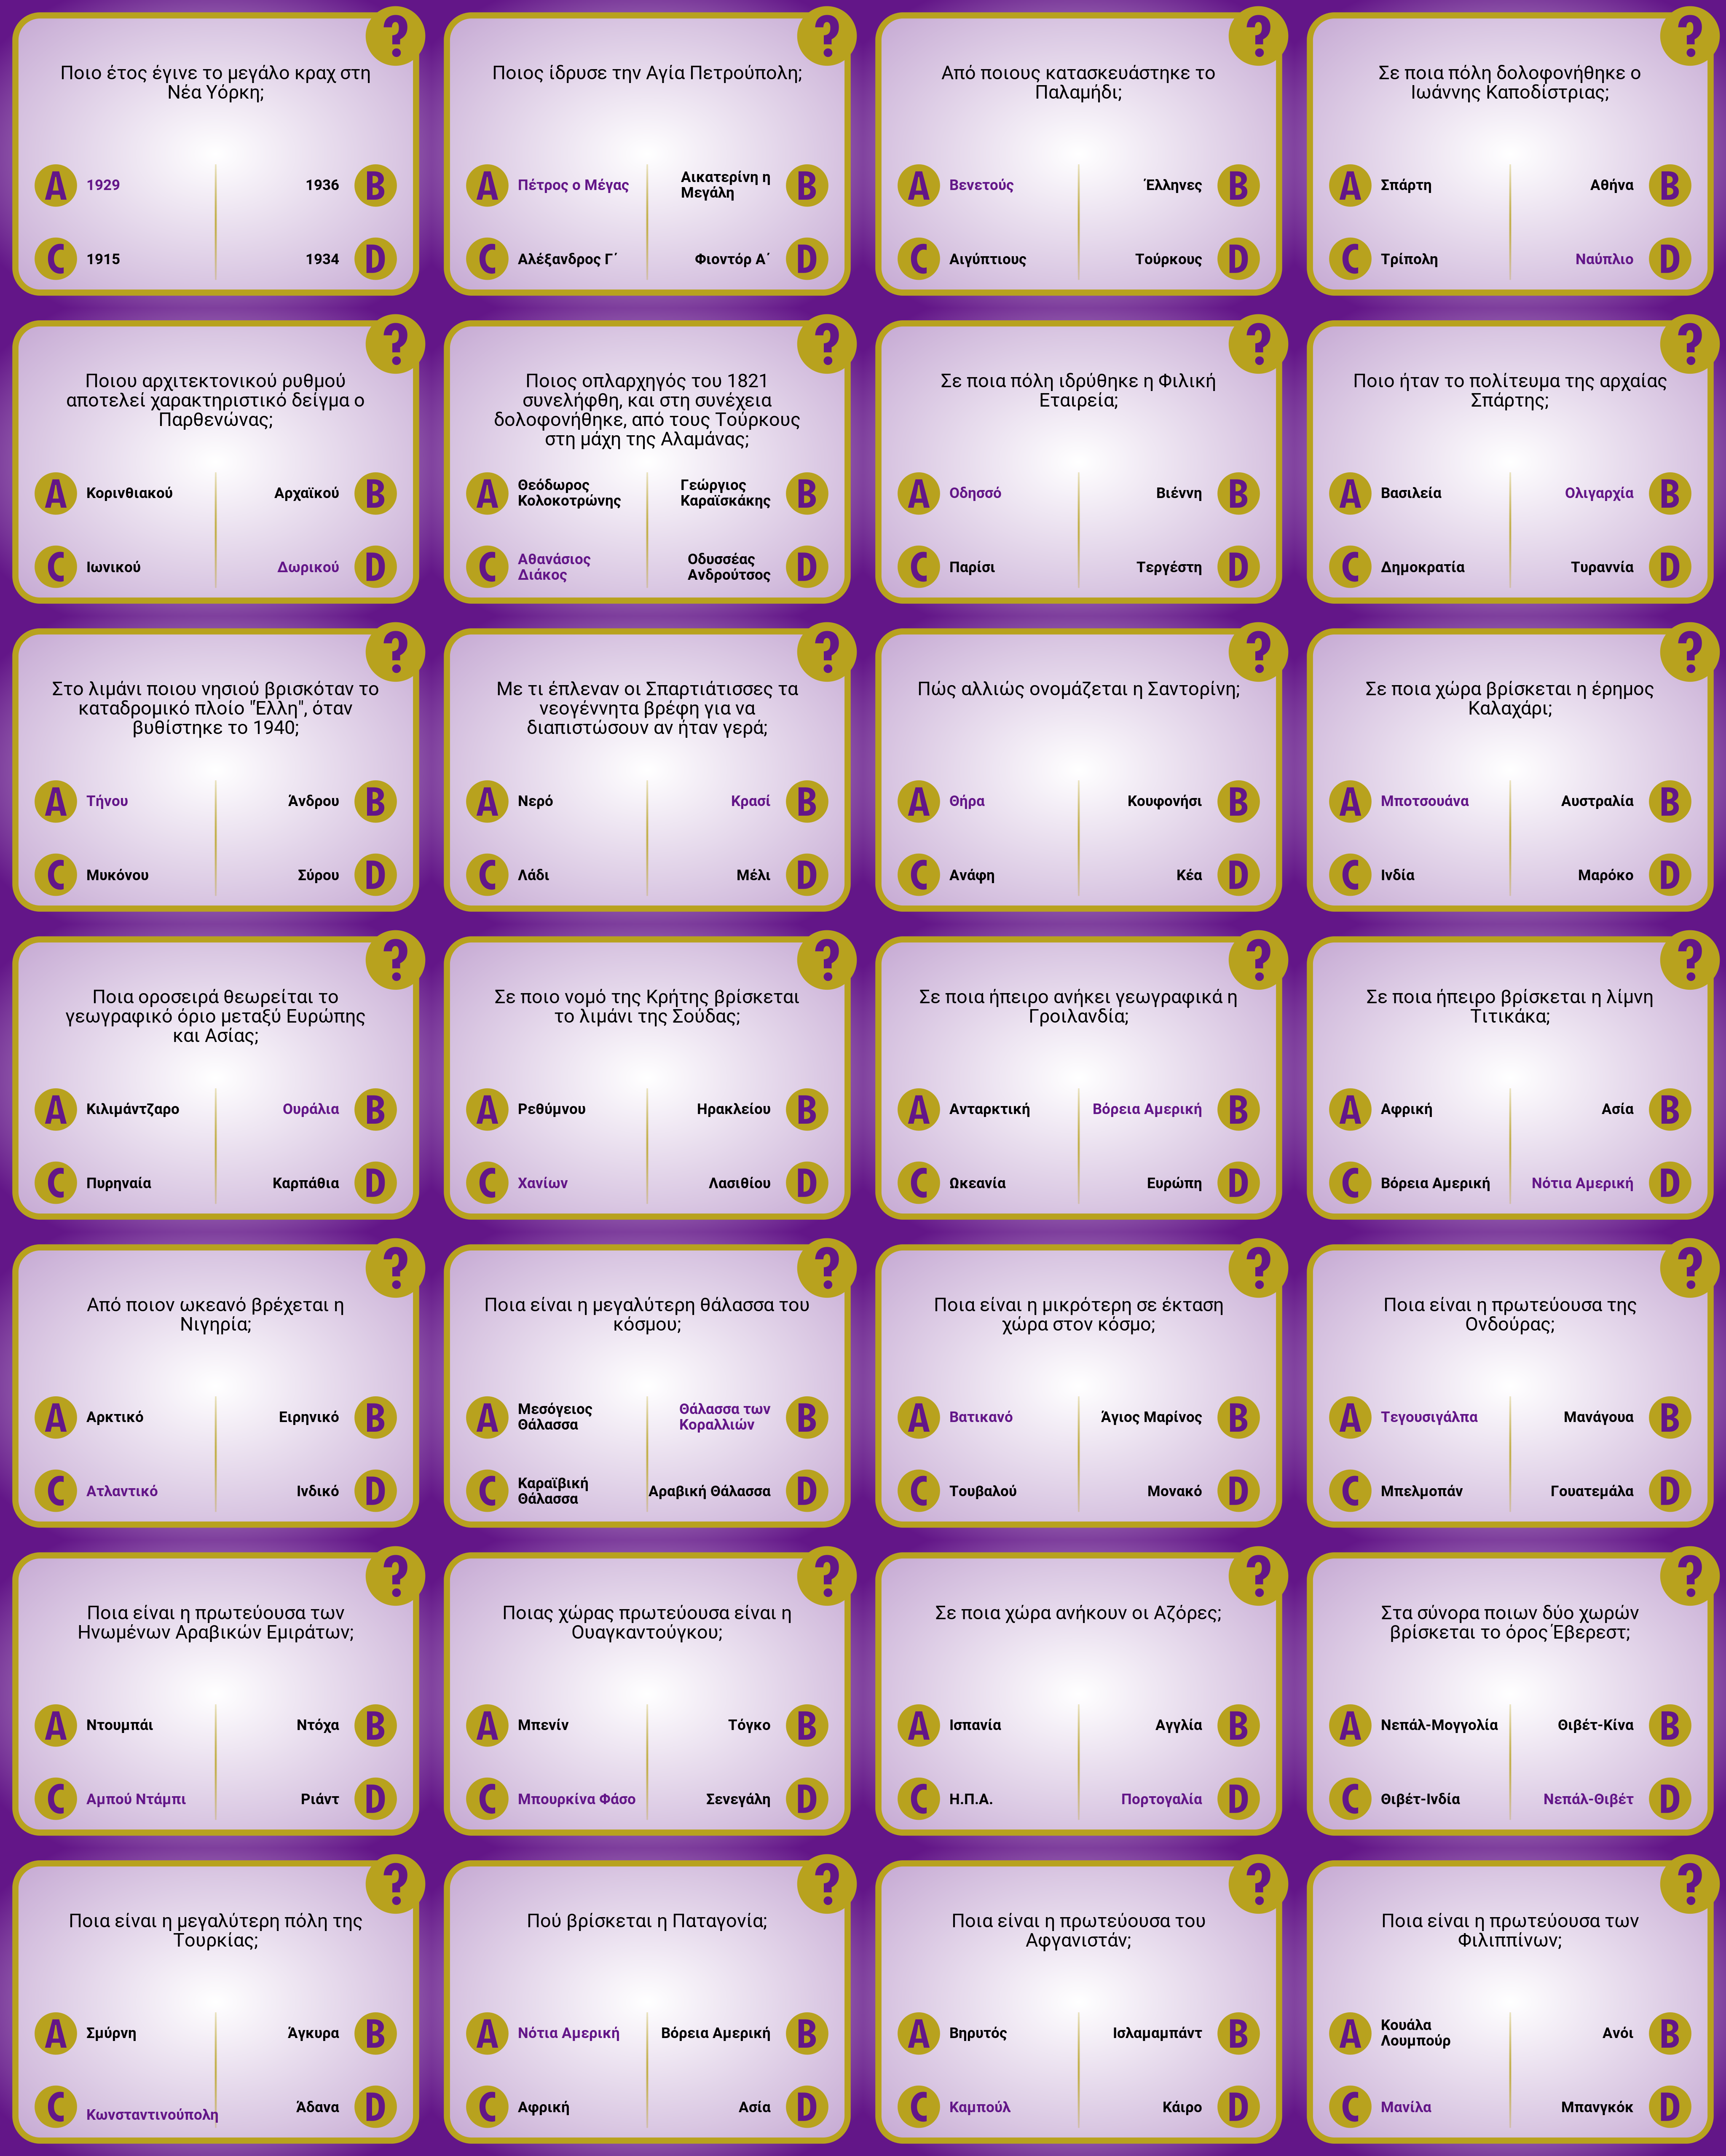 ?
Ποιο έτος έγινε το μεγάλο κραχ στη
Νέα Υόρκη;
A 1929
1936 B
C 1915
1934 D
?
Ποιος ίδρυσε την Αγία Πετρούπολη;
A Πέτρος ο Μέγας
Αικατερίνη η
Μεγάλη B
C Αλέξανδρος Γ΄
Φιοντόρ Α΄ D
?
Από ποιους κατασκευάστηκε το
Παλαμήδι;
A Βενετούς
Έλληνες B
C Αιγύπτιους
Τούρκους D
?
Σε ποια πόλη δολοφονήθηκε ο
Ιωάννης Καποδίστριας;
A Σπάρτη
Αθήνα B
C Τρίπολη
Ναύπλιο D
?
Ποιου αρχιτεκτονικού ρυθμού
αποτελεί χαρακτηριστικό δείγμα ο
Παρθενώνας;
A Κορινθιακού
Αρχαϊκού B
C Ιωνικού
Δωρικού D
?
Ποιος οπλαρχηγός του 1821
συνελήφθη, και στη συνέχεια
δολοφονήθηκε, από τους Τούρκους
στη μάχη της Αλαμάνας;
A Θεόδωρος
Κολοκοτρώνης
Γεώργιος
Καραϊσκάκης B
C Αθανάσιος
Διάκος
Οδυσσέας
Ανδρούτσος D
?
Σε ποια πόλη ιδρύθηκε η Φιλική
Εταιρεία;
A Οδησσό
Βιέννη B
C Παρίσι
Τεργέστη D
?
Ποιο ήταν το πολίτευμα της αρχαίας
Σπάρτης;
A Βασιλεία
Ολιγαρχία B
C Δημοκρατία
Τυραννία D
?
Στο λιμάνι ποιου νησιού βρισκόταν το
καταδρομικό πλοίο "Έλλη", όταν
βυθίστηκε το 1940;
A Τήνου
Άνδρου B
C Μυκόνου
Σύρου D
?
Με τι έπλεναν οι Σπαρτιάτισσες τα
νεογέννητα βρέφη για να
διαπιστώσουν αν ήταν γερά;
A Νερό
Κρασί B
C Λάδι
Μέλι D
?
Πώς αλλιώς ονομάζεται η Σαντορίνη;
A Θήρα
Κουφονήσι B
C Ανάφη
Κέα D
?
Σε ποια χώρα βρίσκεται η έρημος
Καλαχάρι;
A Μποτσουάνα
Αυστραλία B
C Ινδία
Μαρόκο D
?
Ποια οροσειρά θεωρείται το
γεωγραφικό όριο μεταξύ Ευρώπης
και Ασίας;
A Κιλιμάντζαρο
Ουράλια B
C Πυρηναία
Καρπάθια D
?
Σε ποιο νομό της Κρήτης βρίσκεται
το λιμάνι της Σούδας;
A Ρεθύμνου
Ηρακλείου B
C Χανίων
Λασιθίου D
?
Σε ποια ήπειρο ανήκει γεωγραφικά η
Γροιλανδία;
A Ανταρκτική
Βόρεια Αμερική B
C Ωκεανία
Ευρώπη D
?
Σε ποια ήπειρο βρίσκεται η λίμνη
Τιτικάκα;
A Αφρική
Ασία B
C Βόρεια Αμερική
Νότια Αμερική D
?
Από ποιον ωκεανό βρέχεται η
Νιγηρία;
A Αρκτικό
Ειρηνικό B
C Ατλαντικό
Ινδικό D
?
Ποια είναι η μεγαλύτερη θάλασσα του
κόσμου;
A Μεσόγειος
Θάλασσα
Θάλασσα των
Κοραλλιών B
C Καραϊβική
Θάλασσα
Αραβική Θάλασσα D
?
Ποια είναι η μικρότερη σε έκταση
χώρα στον κόσμο;
A Βατικανό
Άγιος Μαρίνος B
C Τουβαλού
Μονακό D
?
Ποια είναι η πρωτεύουσα της
Ονδούρας;
A Τεγουσιγάλπα
Μανάγουα B
C Μπελμοπάν
Γουατεμάλα D
?
Ποια είναι η πρωτεύουσα των
Ηνωμένων Αραβικών Εμιράτων;
A Ντουμπάι
Ντόχα B
C Αμπού Ντάμπι
Ριάντ D
?
Ποιας χώρας πρωτεύουσα είναι η
Ουαγκαντούγκου;
A Μπενίν
Τόγκο B
C Μπουρκίνα Φάσο
Σενεγάλη D
?
Σε ποια χώρα ανήκουν οι Αζόρες;
A Ισπανία
Αγγλία B
C Η.Π.Α.
Πορτογαλία D
?
Στα σύνορα ποιων δύο χωρών
βρίσκεται το όρος Έβερεστ;
A Νεπάλ-Μογγολία
Θιβέτ-Κίνα B
C Θιβέτ-Ινδία
Νεπάλ-Θιβέτ D
?
Ποια είναι η μεγαλύτερη πόλη της
Τουρκίας;
A Σμύρνη
Άγκυρα B
C Κωνσταντινούπολη
Άδανα D
?
Πού βρίσκεται η Παταγονία;
A Νότια Αμερική
Βόρεια Αμερική B
C Αφρική
Ασία D
?
Ποια είναι η πρωτεύουσα του
Αφγανιστάν;
A Βηρυτός
Ισλαμαμπάντ B
C Καμπούλ
Κάιρο D
?
Ποια είναι η πρωτεύουσα των
Φιλιππίνων;
A Κουάλα
Λουμπούρ
Ανόι B
C Μανίλα
Μπανγκόκ D